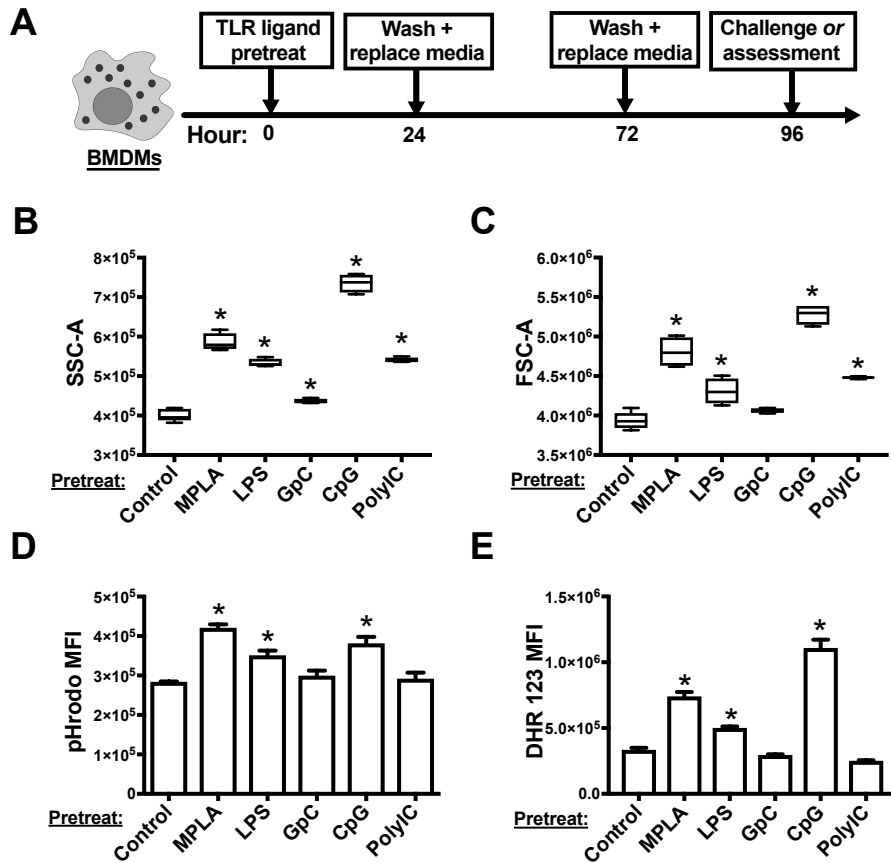 A
TLR ligand
pretreat
Wash +
replace media
Wash +
replace media
Challenge or
assessment
BMDMs
Hour:
0
24
72
96
B
SSC-A
8×10⁵
7×10⁵
6×10⁵
5×10⁵
4×10⁵
3×10⁵
*
*
*
*
*
Pretreat:
Control
MPLA
LPS
GpC
CpG
PolyIC
C
FSC-A
6.0×10⁶
5.5×10⁶
5.0×10⁶
4.5×10⁶
4.0×10⁶
3.5×10⁶
*
*
*
*
Pretreat:
Control
MPLA
LPS
GpC
CpG
PolyIC
D
pHrodo MFI
5×10⁵
4×10⁵
3×10⁵
2×10⁵
1×10⁵
0
*
*
*
Pretreat:
Control
MPLA
LPS
GpC
CpG
PolyIC
E
DHR 123 MFI
1.5×10⁶
1.0×10⁶
5.0×10⁵
0.0
*
*
*
Pretreat:
Control
MPLA
LPS
GpC
CpG
PolyIC